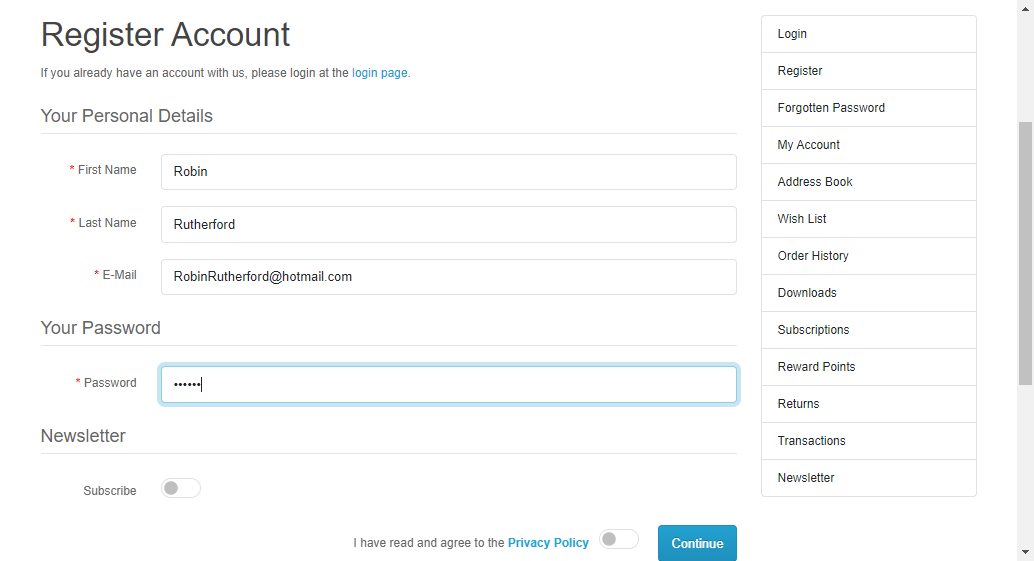 Register Account
If you already have an account with us, please login at the login page.
Your Personal Details
* First Name
Robin
* Last Name
Rutherford
* E-Mail
RobinRutherford@hotmail.com
Your Password
* Password
••••••
Newsletter
Subscribe
I have read and agree to the Privacy Policy
Continue
Login
Register
Forgotten Password
My Account
Address Book
Wish List
Order History
Downloads
Subscriptions
Reward Points
Returns
Transactions
Newsletter